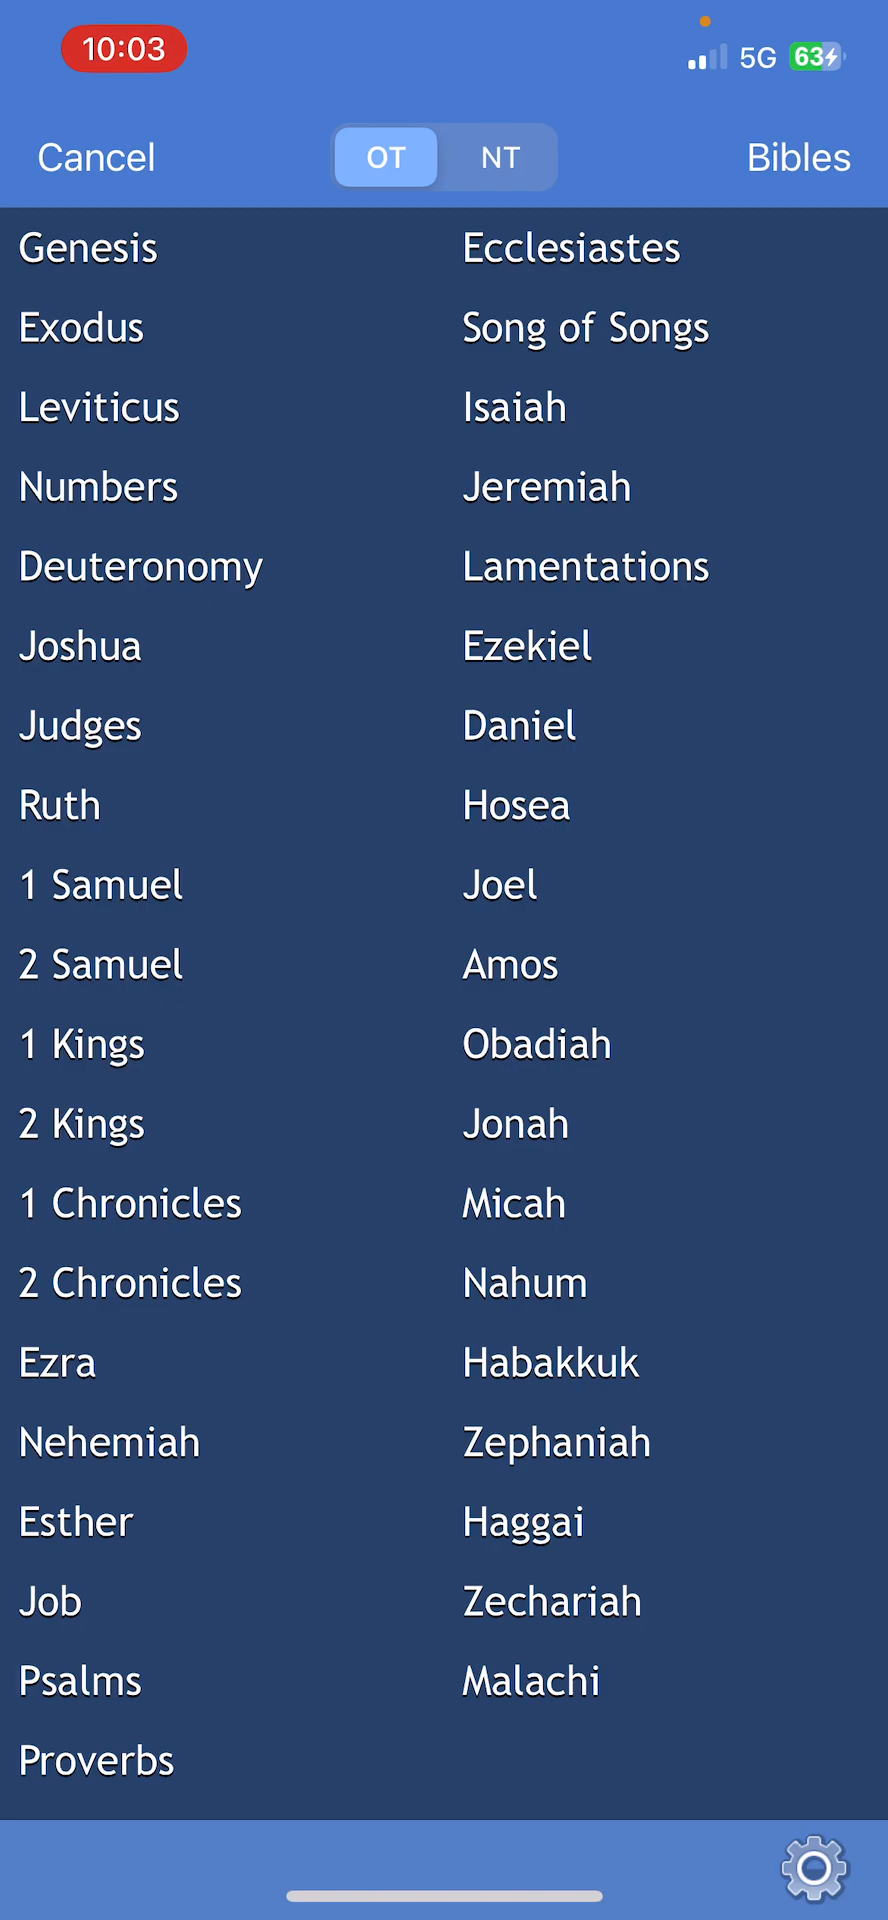 10:03
5G 63
Cancel OT NT Bibles
Genesis
Exodus
Leviticus
Numbers
Deuteronomy
Joshua
Judges
Ruth
1 Samuel
2 Samuel
1 Kings
2 Kings
1 Chronicles
2 Chronicles
Ezra
Nehemiah
Esther
Job
Psalms
Proverbs
Ecclesiastes
Song of Songs
Isaiah
Jeremiah
Lamentations
Ezekiel
Daniel
Hosea
Joel
Amos
Obadiah
Jonah
Micah
Nahum
Habakkuk
Zephaniah
Haggai
Zechariah
Malachi